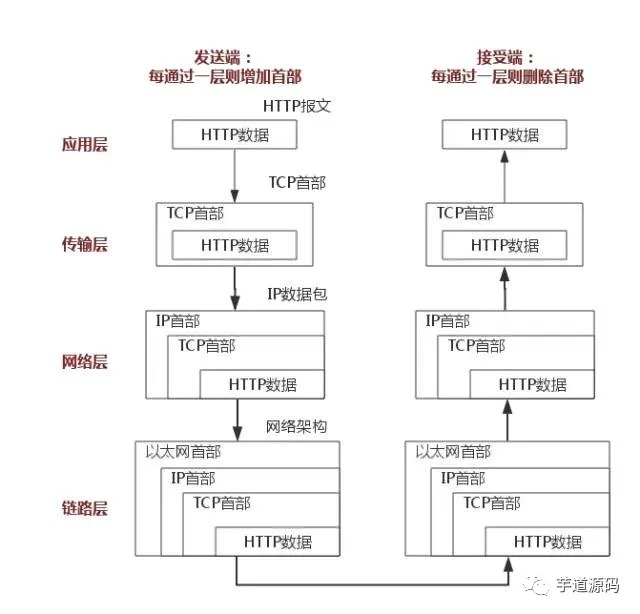 发送端：
每通过一层则增加首部
接受端：
每通过一层则删除首部
HTTP报文
应用层
HTTP数据
HTTP数据
TCP首部
传输层
TCP首部
HTTP数据
TCP首部
HTTP数据
IP数据包
网络层
IP首部
TCP首部
HTTP数据
IP首部
TCP首部
HTTP数据
网络架构
链路层
以太网首部
IP首部
TCP首部
HTTP数据
以太网首部
IP首部
TCP首部
HTTP数据
芋道源码